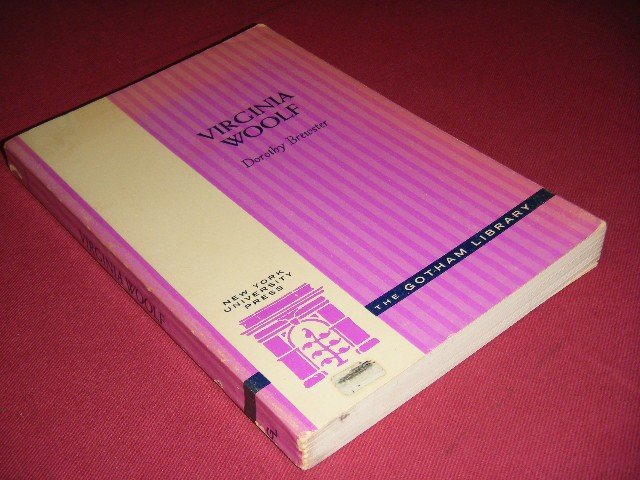 VIRGINIA
WOOLF
Dorothy Brewster
THE GOTHAM LIBRARY
NEW YORK
UNIVERSITY
PRESS
VIRGINIA WOOLF